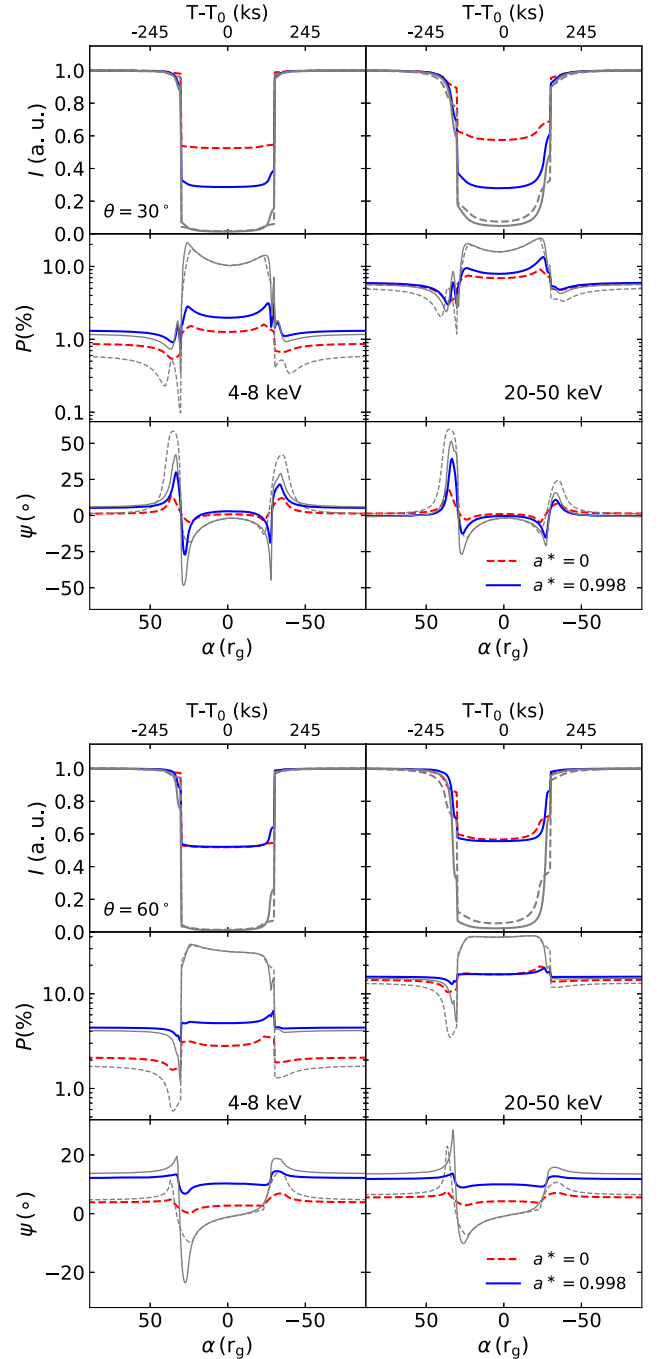 T-T₀ (ks)
T-T₀ (ks)
-245 0 245
-245 0 245
I (a. u.)
1.0
0.8
0.6
0.4
0.2
0.0
θ = 30°
P(%)
10.0
1.0
0.1
4-8 keV
20-50 keV
ψ(°)
50
25
0
-25
-50
a* = 0
a* = 0.998
50 0 −50
50 0 −50
α (r_g)
α (r_g)
T-T₀ (ks)
T-T₀ (ks)
-245 0 245
-245 0 245
I (a. u.)
1.0
0.8
0.6
0.4
0.2
0.0
θ = 60°
P(%)
10.0
1.0
4-8 keV
20-50 keV
ψ(°)
20
0
−20
a* = 0
a* = 0.998
50 0 −50
50 0 −50
α (r_g)
α (r_g)